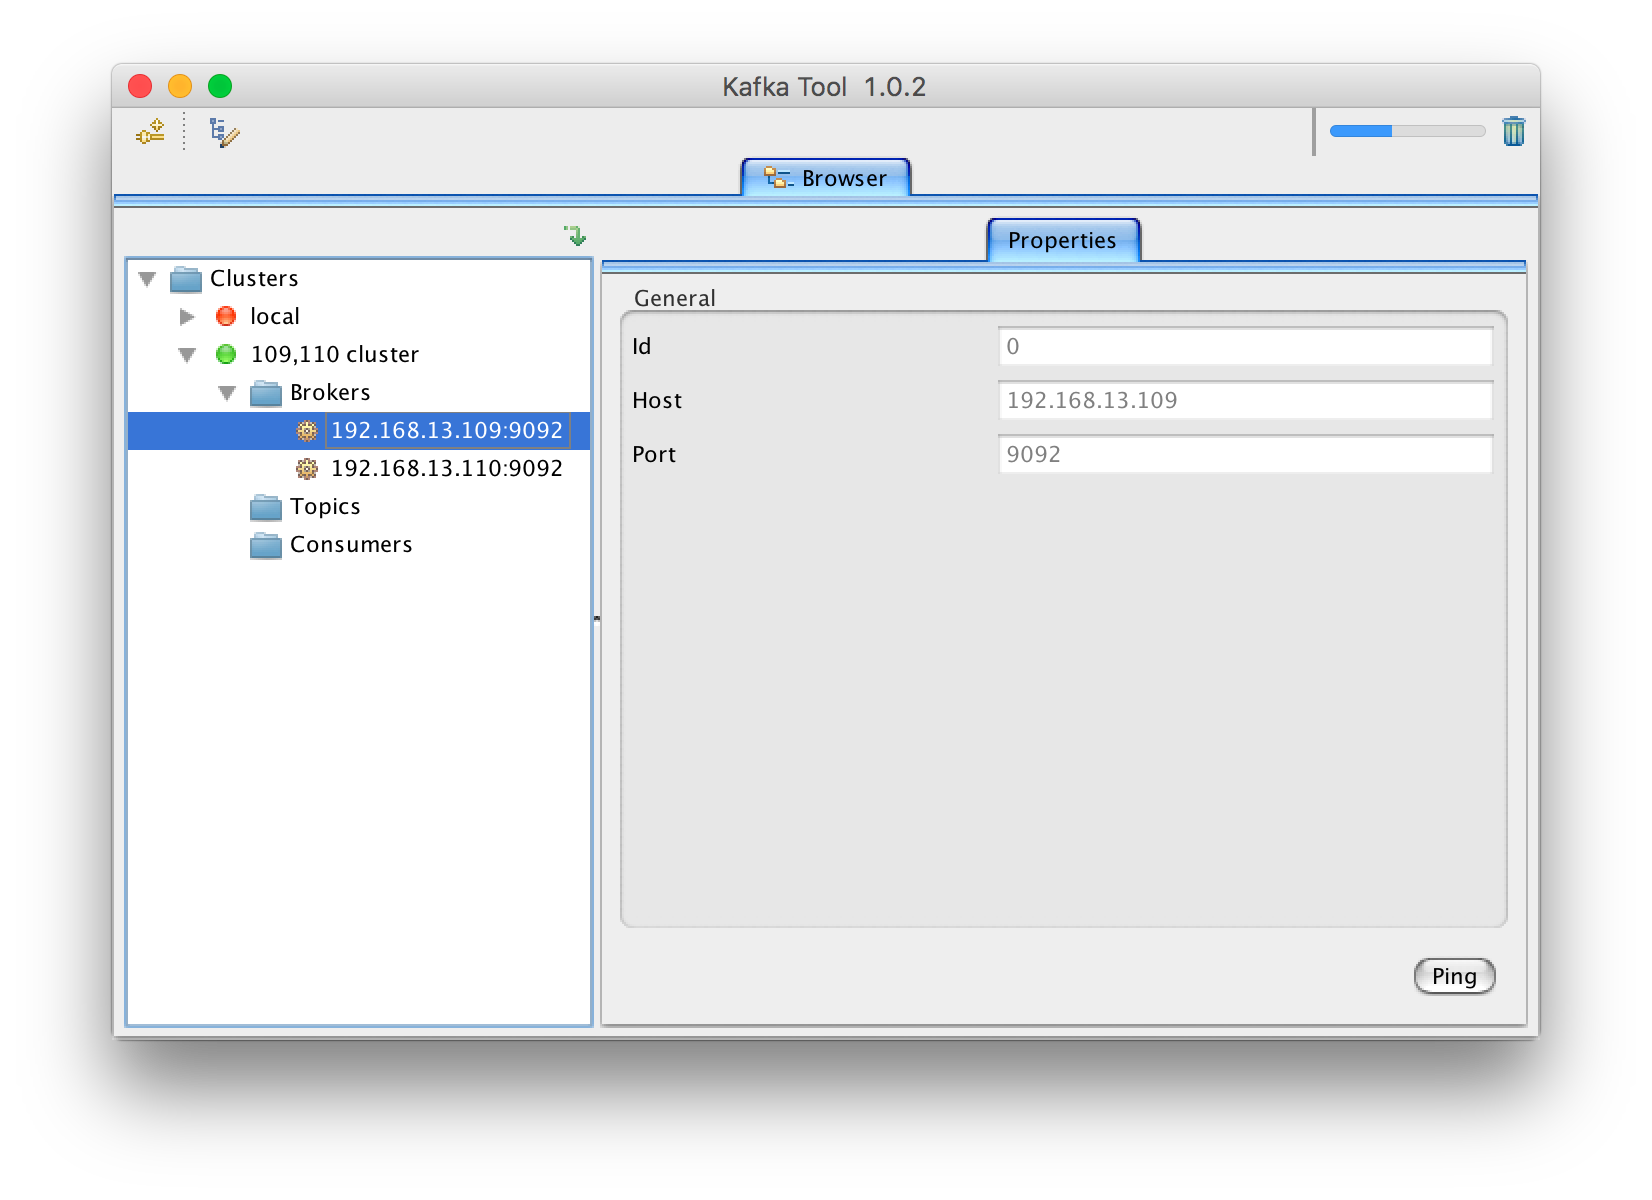 Kafka Tool 1.0.2
Browser
Clusters
local
109,110 cluster
Brokers
192.168.13.109:9092
192.168.13.110:9092
Topics
Consumers
Properties
General
Id 0
Host 192.168.13.109
Port 9092
Ping